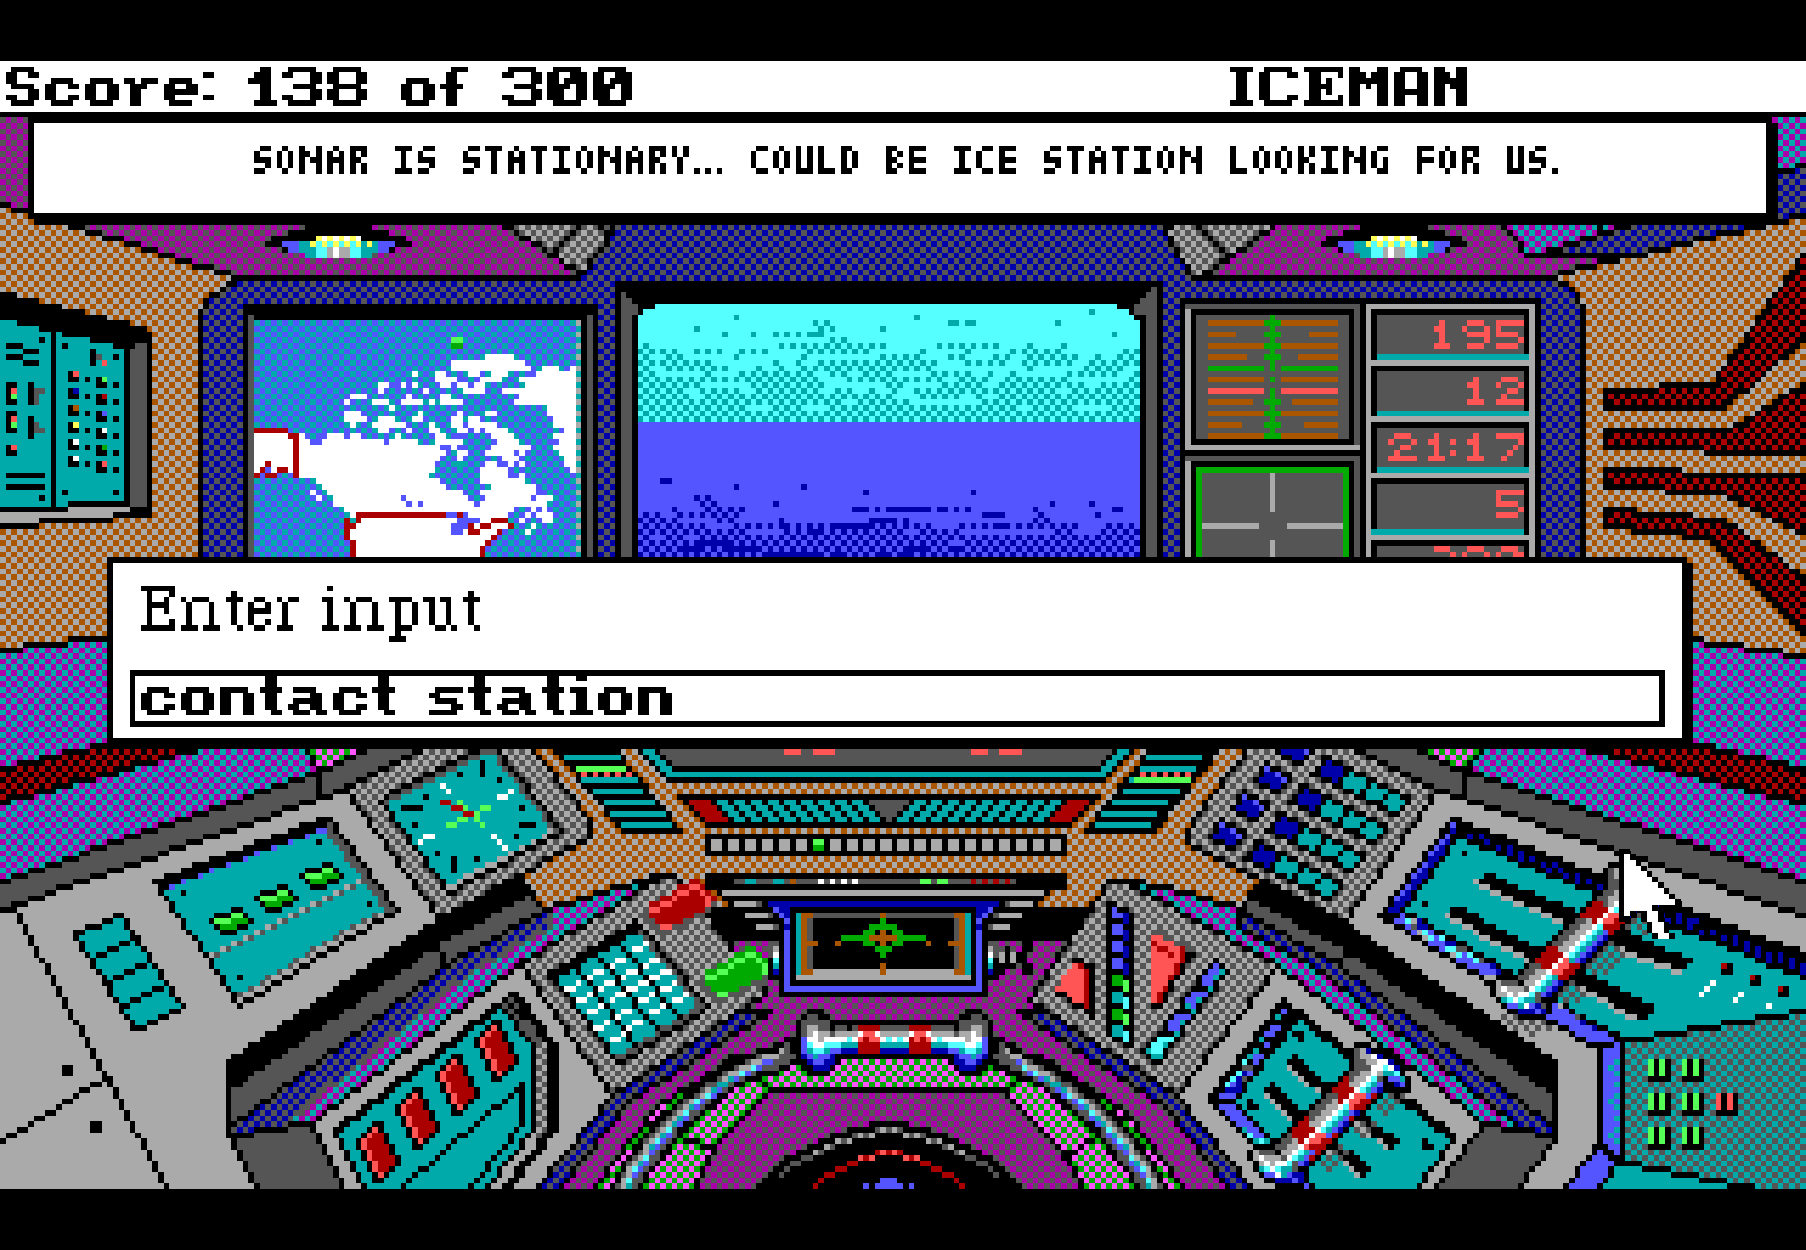 Score: 138 of 300 ICEMAN
SONAR IS STATIONARY... COULD BE ICE STATION LOOKING FOR US.
195
12
21:17
5
Enter input
contact station